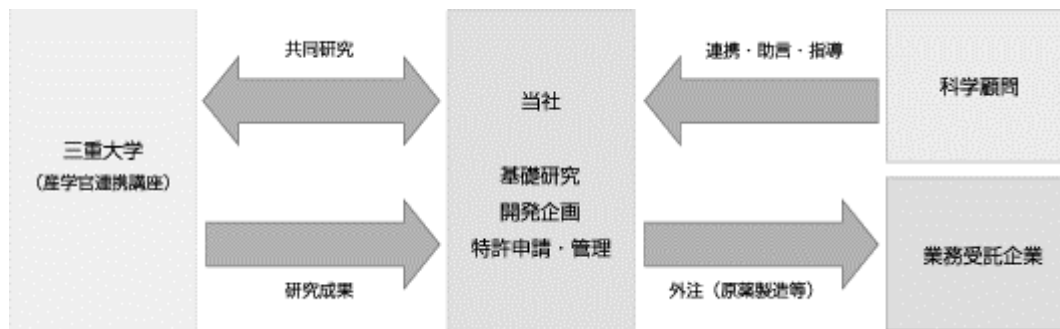 共同研究
連携・助言・指導
三重大学
（産学官連携講座）
当社
基礎研究
開発企画
特許申請・管理
科学顧問
業務受託企業
研究成果
外注（原薬製造等）